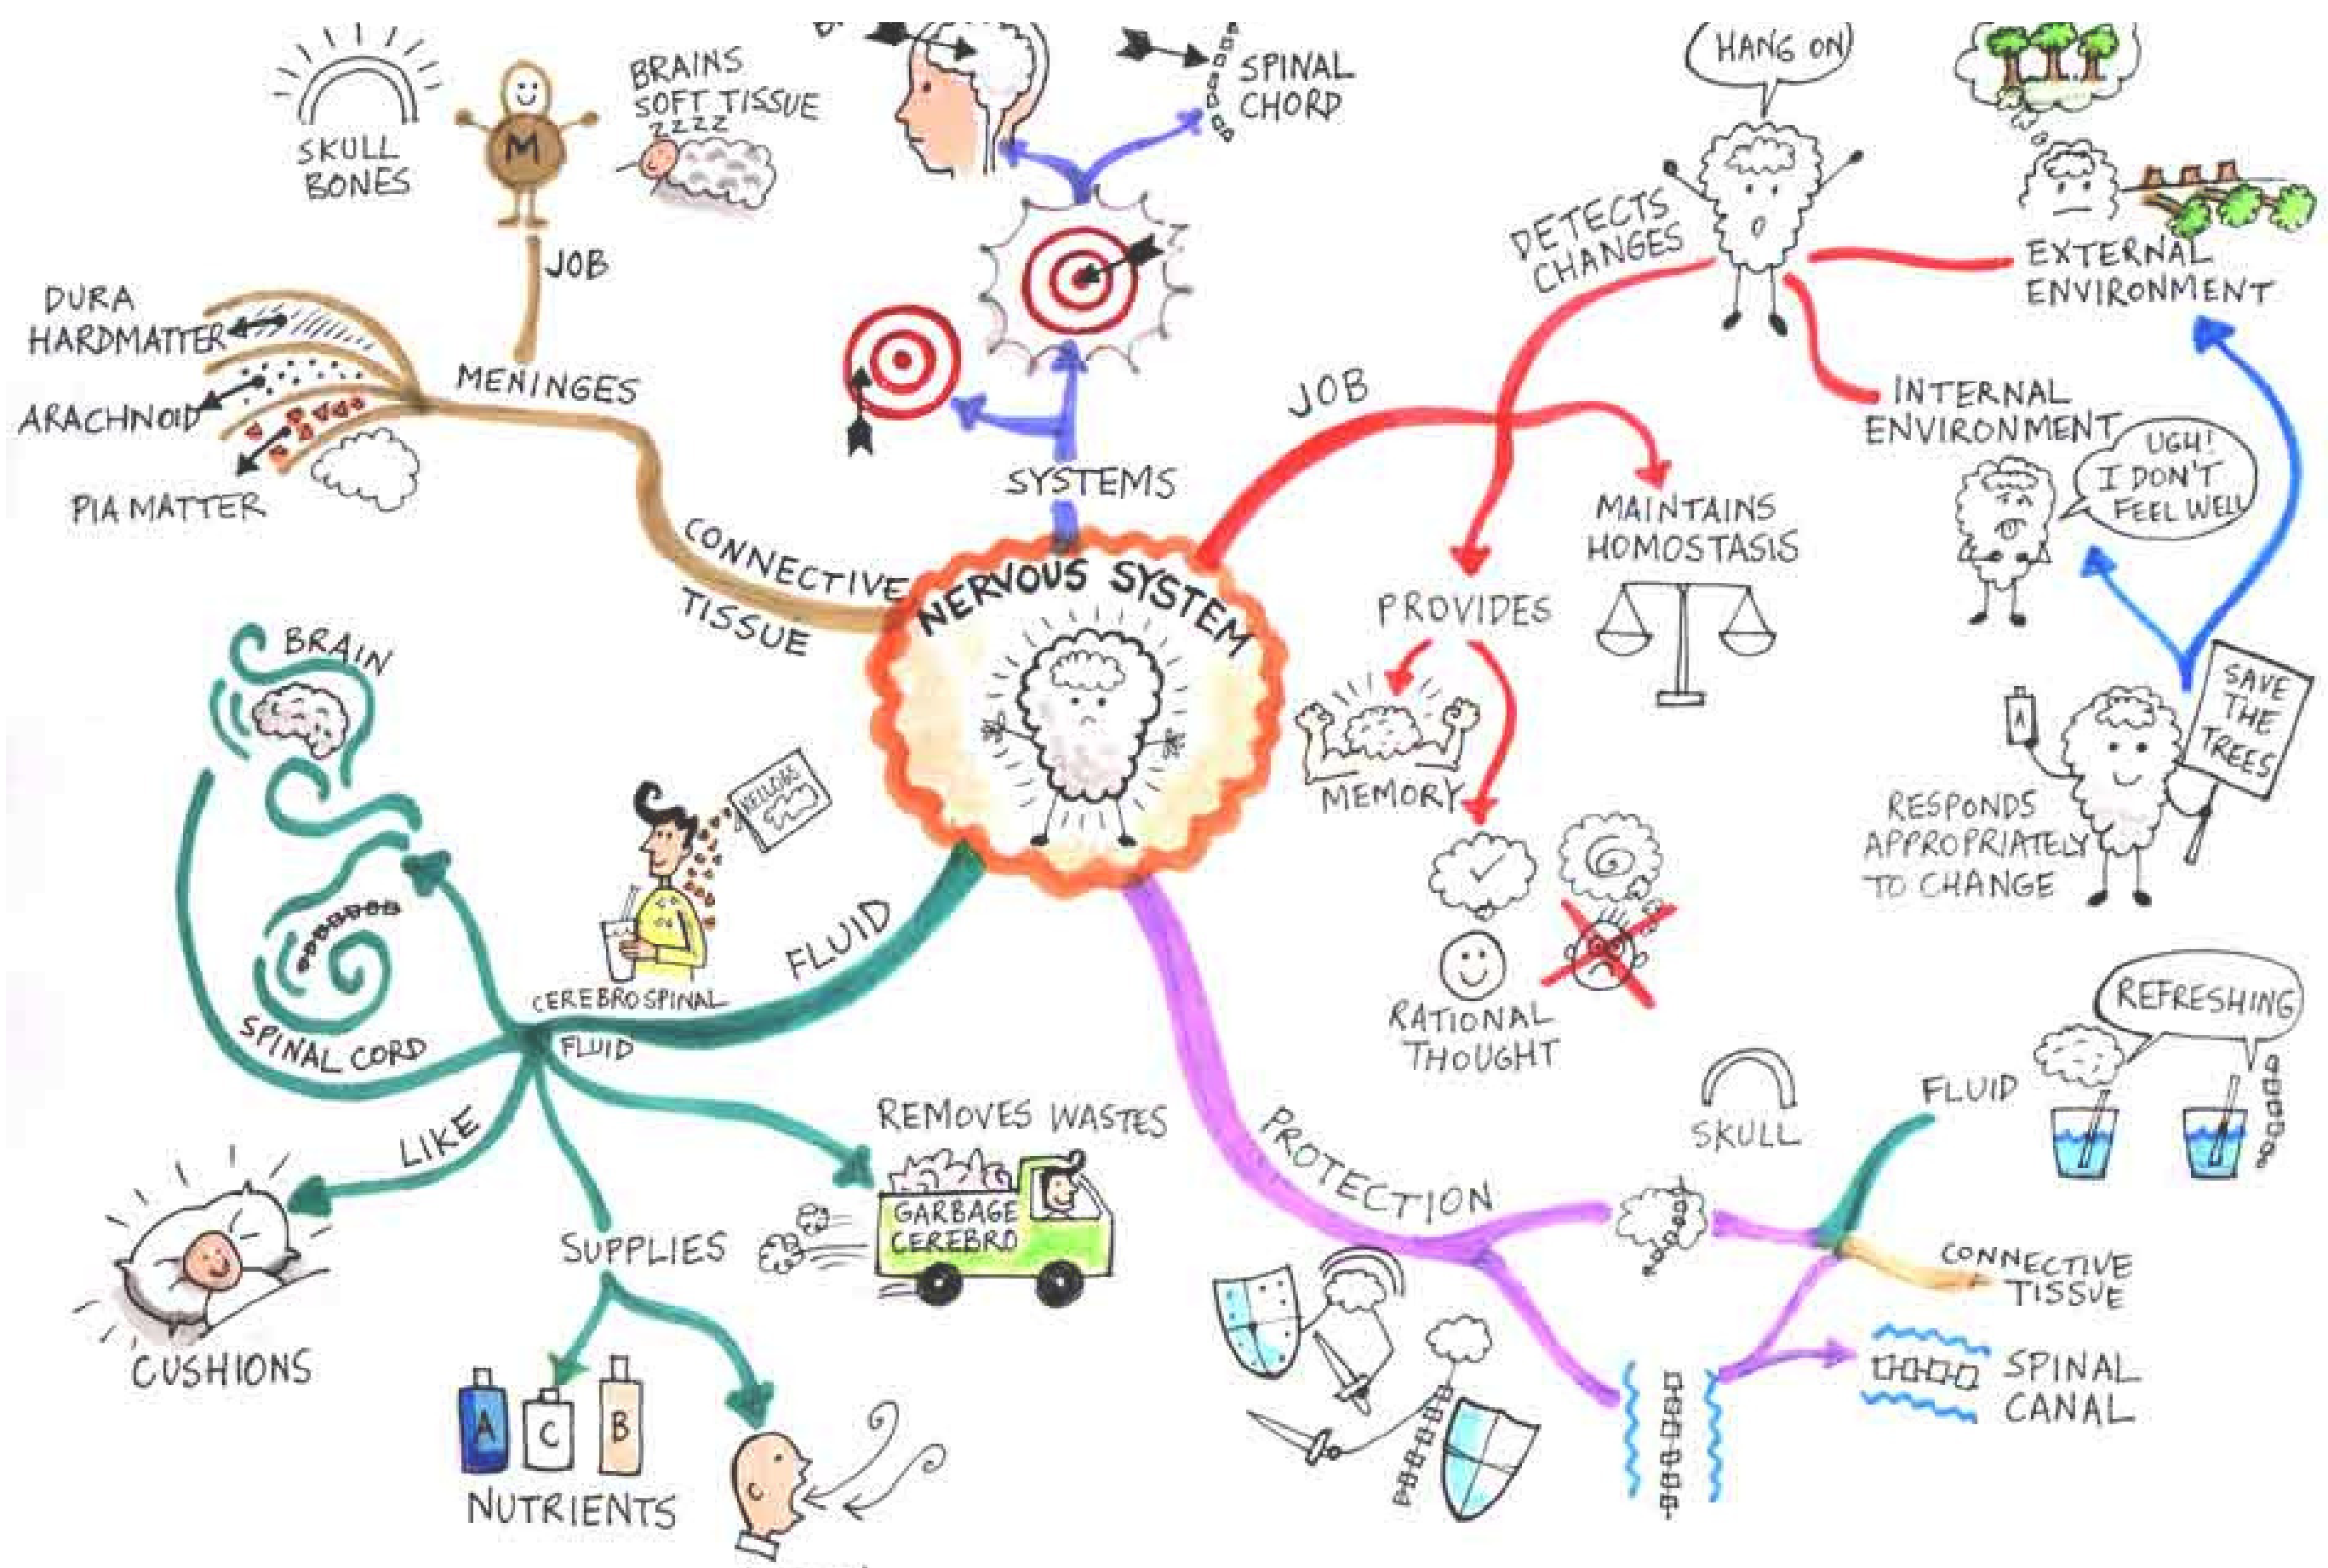 NERVOUS SYSTEM
SYSTEMS
SPINAL
CHORD
CONNECTIVE
TISSUE
MENINGES
JOB
SKULL
BONES
M
BRAINS
SOFT TISSUE
ZZZZ
DURA
HARDMATTER
ARACHNOID
PIA MATTER
JOB
DETECTS
CHANGES
HANG ON
EXTERNAL
ENVIRONMENT
INTERNAL
ENVIRONMENT
UGH!
I DON'T
FEEL WELL
MAINTAINS
HOMOSTASIS
PROVIDES
MEMORY
RATIONAL
THOUGHT
SAVE
THE
TREES
A
RESPONDS
APPROPRIATELY
TO CHANGE
FLUID
CEREBROSPINAL
FLUID
BRAIN
SPINAL CORD
LIKE
CUSHIONS
SUPPLIES
A
C
B
NUTRIENTS
REMOVES WASTES
GARBAGE
CEREBRO
PROTECTION
SKULL
FLUID
REFRESHING
CONNECTIVE
TISSUE
SPINAL
CANAL